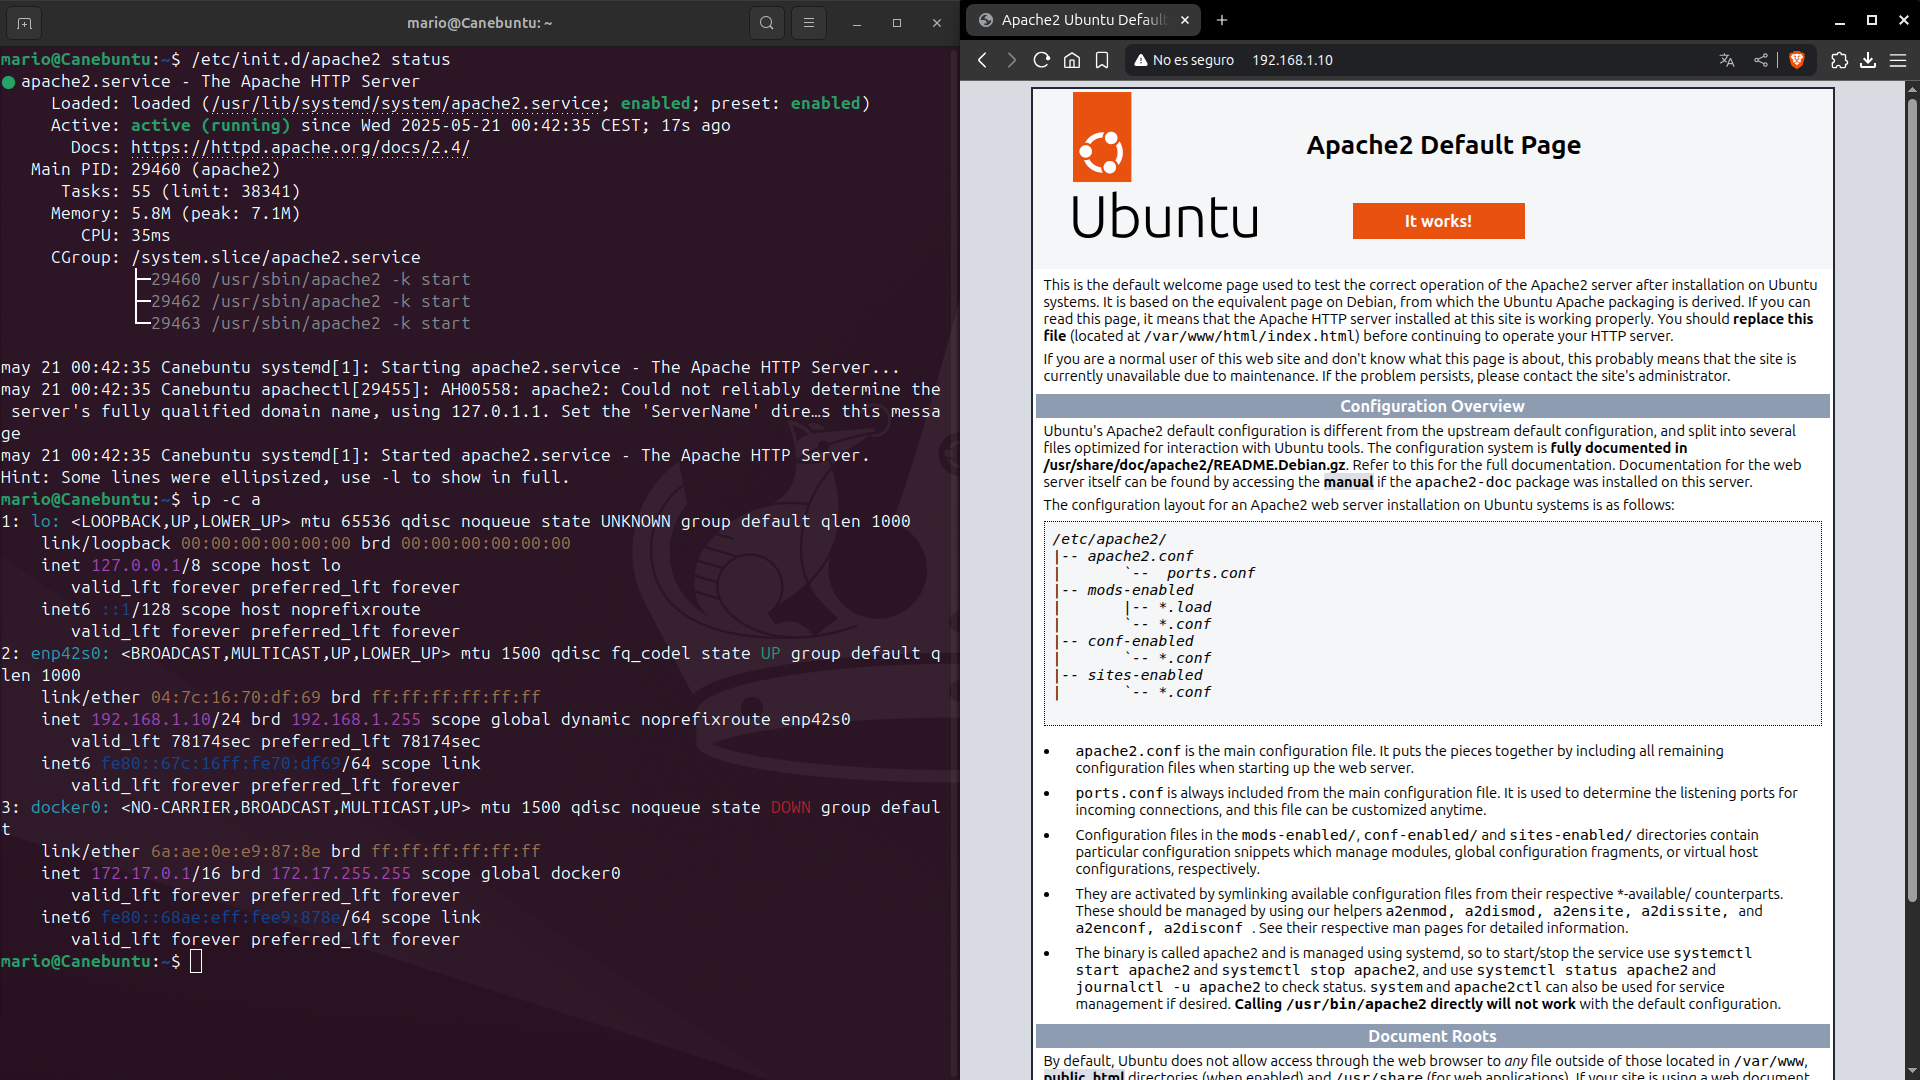 mario@Canebuntu: ~
mario@Canebuntu:~$ /etc/init.d/apache2 status
apache2.service - The Apache HTTP Server
Loaded: loaded (/usr/lib/systemd/system/apache2.service; enabled; preset: enabled)
Active: active (running) since Wed 2025-05-21 00:42:35 CEST; 17s ago
Docs: https://httpd.apache.org/docs/2.4/
Main PID: 29460 (apache2)
Tasks: 55 (limit: 38341)
Memory: 5.8M (peak: 7.1M)
CPU: 35ms
CGroup: /system.slice/apache2.service
├─29460 /usr/sbin/apache2 -k start
├─29462 /usr/sbin/apache2 -k start
└─29463 /usr/sbin/apache2 -k start
may 21 00:42:35 Canebuntu systemd[1]: Starting apache2.service - The Apache HTTP Server...
may 21 00:42:35 Canebuntu apachectl[29455]: AH00558: apache2: Could not reliably determine the
server's fully qualified domain name, using 127.0.1.1. Set the 'ServerName' dire…s this messa
ge
may 21 00:42:35 Canebuntu systemd[1]: Started apache2.service - The Apache HTTP Server.
Hint: Some lines were ellipsized, use -l to show in full.
mario@Canebuntu:~$ ip -c a
1: lo: <LOOPBACK,UP,LOWER_UP> mtu 65536 qdisc noqueue state UNKNOWN group default qlen 1000
link/loopback 00:00:00:00:00:00 brd 00:00:00:00:00:00
inet 127.0.0.1/8 scope host lo
valid_lft forever preferred_lft forever
inet6 ::1/128 scope host noprefixroute
valid_lft forever preferred_lft forever
2: enp42s0: <BROADCAST,MULTICAST,UP,LOWER_UP> mtu 1500 qdisc fq_codel state UP group default q
len 1000
link/ether 04:7c:16:70:df:69 brd ff:ff:ff:ff:ff:ff
inet 192.168.1.10/24 brd 192.168.1.255 scope global dynamic noprefixroute enp42s0
valid_lft 78174sec preferred_lft 78174sec
inet6 fe80::67c:16ff:fe70:df69/64 scope link
valid_lft forever preferred_lft forever
3: docker0: <NO-CARRIER,BROADCAST,MULTICAST,UP> mtu 1500 qdisc noqueue state DOWN group defaul
t
link/ether 6a:ae:0e:e9:87:8e brd ff:ff:ff:ff:ff:ff
inet 172.17.0.1/16 brd 172.17.255.255 scope global docker0
valid_lft forever preferred_lft forever
inet6 fe80::68ae:eff:fee9:878e/64 scope link
valid_lft forever preferred_lft forever
mario@Canebuntu:~$
Apache2 Ubuntu Default
No es seguro 192.168.1.10
Apache2 Default Page
Ubuntu
It works!
This is the default welcome page used to test the correct operation of the Apache2 server after installation on Ubuntu
systems. It is based on the equivalent page on Debian, from which the Ubuntu Apache packaging is derived. If you can
read this page, it means that the Apache HTTP server installed at this site is working properly. You should replace this
file (located at /var/www/html/index.html) before continuing to operate your HTTP server.
If you are a normal user of this web site and don't know what this page is about, this probably means that the site is
currently unavailable due to maintenance. If the problem persists, please contact the site's administrator.
Configuration Overview
Ubuntu's Apache2 default configuration is different from the upstream default configuration, and split into several
files optimized for interaction with Ubuntu tools. The configuration system is fully documented in
/usr/share/doc/apache2/README.Debian.gz. Refer to this for the full documentation. Documentation for the web
server itself can be found by accessing the manual if the apache2-doc package was installed on this server.
The configuration layout for an Apache2 web server installation on Ubuntu systems is as follows:
/etc/apache2/
|-- apache2.conf
|       `--  ports.conf
|-- mods-enabled
|       |-- *.load
|       `-- *.conf
|-- conf-enabled
|       `-- *.conf
|-- sites-enabled
|       `-- *.conf
• apache2.conf is the main configuration file. It puts the pieces together by including all remaining
configuration files when starting up the web server.
• ports.conf is always included from the main configuration file. It is used to determine the listening ports for
incoming connections, and this file can be customized anytime.
• Configuration files in the mods-enabled/, conf-enabled/ and sites-enabled/ directories contain
particular configuration snippets which manage modules, global configuration fragments, or virtual host
configurations, respectively.
• They are activated by symlinking available configuration files from their respective *-available/ counterparts.
These should be managed by using our helpers a2enmod, a2dismod, a2ensite, a2dissite, and
a2enconf, a2disconf . See their respective man pages for detailed information.
• The binary is called apache2 and is managed using systemd, so to start/stop the service use systemctl
start apache2 and systemctl stop apache2, and use systemctl status apache2 and
journalctl -u apache2 to check status. system and apache2ctl can also be used for service
management if desired. Calling /usr/bin/apache2 directly will not work with the default configuration.
Document Roots
By default, Ubuntu does not allow access through the web browser to any file outside of those located in /var/www,
public_html directories (when enabled) and /usr/share (for web applications). If your site is using a web document